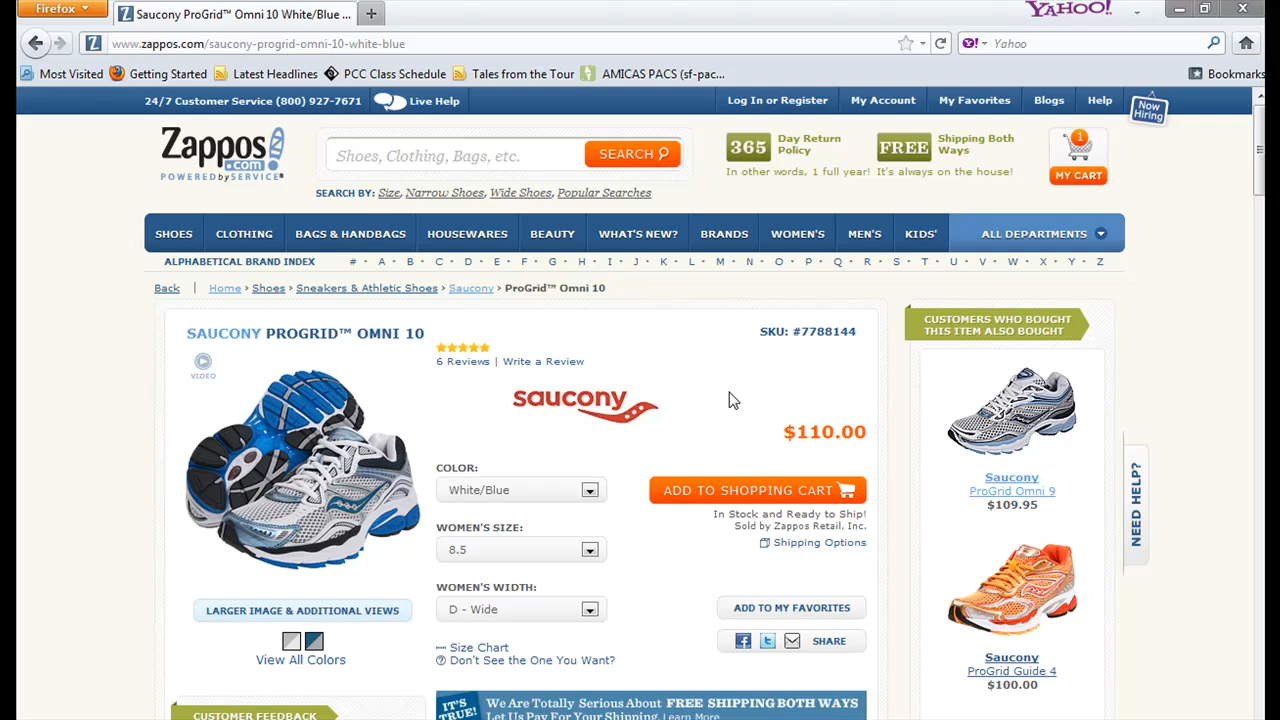 Firefox
Saucony ProGrid™ Omni 10 White/Blue ...
YAHOO!
www.zappos.com/saucony-progrid-omni-10-white-blue
Yahoo
Most Visited
Getting Started
Latest Headlines
PCC Class Schedule
Tales from the Tour
AMICAS PACS (sf-pac...
Bookmarks
24/7 Customer Service (800) 927-7671
Live Help
Log In or Register
My Account
My Favorites
Blogs
Help
Now Hiring
Zappos
.com
POWERED by SERVICE
Shoes, Clothing, Bags, etc.
SEARCH
365
Day Return Policy
In other words, 1 full year!
FREE
Shipping Both Ways
It's always on the house!
1
MY CART
SEARCH BY: Size, Narrow Shoes, Wide Shoes, Popular Searches
SHOES
CLOTHING
BAGS & HANDBAGS
HOUSEWARES
BEAUTY
WHAT'S NEW?
BRANDS
WOMEN'S
MEN'S
KIDS'
ALL DEPARTMENTS
ALPHABETICAL BRAND INDEX # A B C D E F G H I J K L M N O P Q R S T U V W X Y Z
Back | Home › Shoes › Sneakers & Athletic Shoes › Saucony › ProGrid™ Omni 10
SAUCONY PROGRID™ OMNI 10
SKU: #7788144
VIDEO
6 Reviews | Write a Review
saucony
$110.00
COLOR:
White/Blue
ADD TO SHOPPING CART
In Stock and Ready to Ship!
Sold by Zappos Retail, Inc.
Shipping Options
WOMEN'S SIZE:
8.5
WOMEN'S WIDTH:
D - Wide
ADD TO MY FAVORITES
SHARE
LARGER IMAGE & ADDITIONAL VIEWS
View All Colors
Size Chart
Don't See the One You Want?
CUSTOMER FEEDBACK
IT'S TRUE!
We Are Totally Serious About FREE SHIPPING BOTH WAYS
Let Us Pay For Your Shipping. Learn More
CUSTOMERS WHO BOUGHT
THIS ITEM ALSO BOUGHT
Saucony
ProGrid Omni 9
$109.95
Saucony
ProGrid Guide 4
$100.00
NEED HELP?